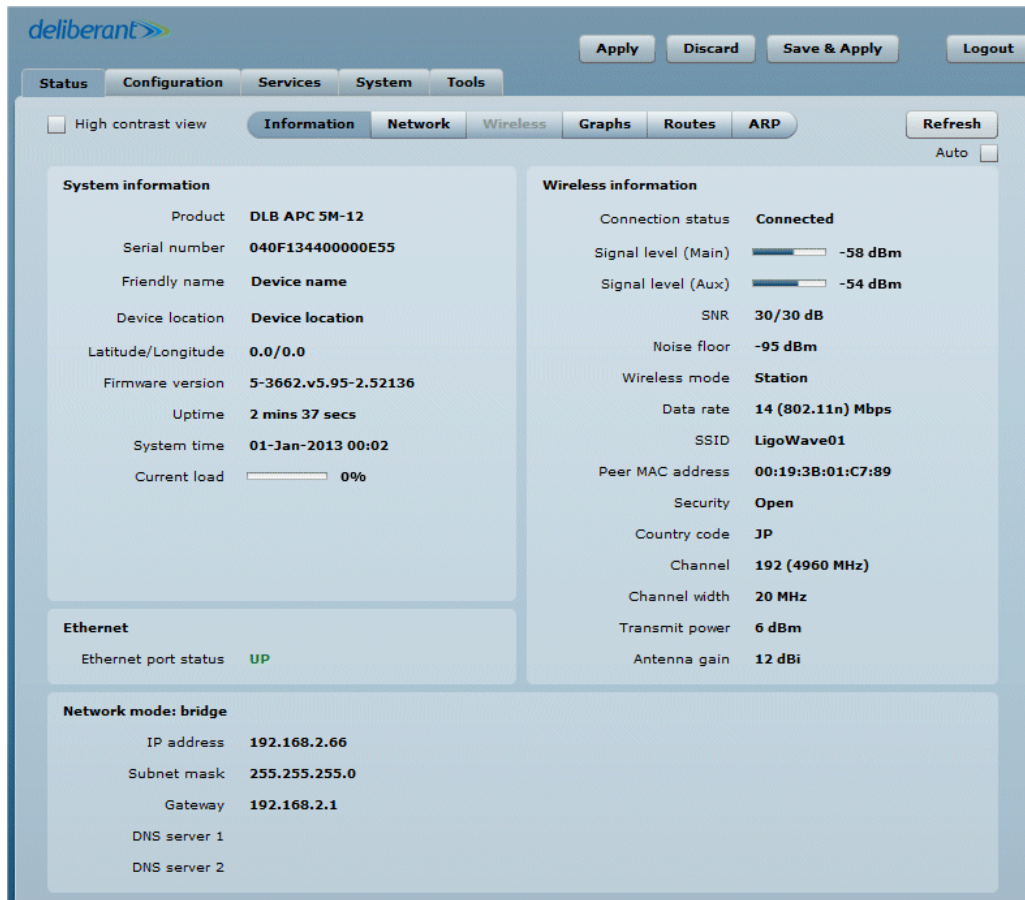 deliberant
Apply Discard Save & Apply Logout
Status Configuration Services System Tools
High contrast view Information Network Wireless Graphs Routes ARP Refresh
Auto
System information
Product DLB APC 5M-12
Serial number 040F134400000E55
Friendly name Device name
Device location Device location
Latitude/Longitude 0.0/0.0
Firmware version 5-3662.v5.95-2.52136
Uptime 2 mins 37 secs
System time 01-Jan-2013 00:02
Current load 0%
Wireless information
Connection status Connected
Signal level (Main) -58 dBm
Signal level (Aux) -54 dBm
SNR 30/30 dB
Noise floor -95 dBm
Wireless mode Station
Data rate 14 (802.11n) Mbps
SSID LigoWave01
Peer MAC address 00:19:3B:01:C7:89
Security Open
Country code JP
Channel 192 (4960 MHz)
Channel width 20 MHz
Transmit power 6 dBm
Antenna gain 12 dBi
Ethernet
Ethernet port status UP
Network mode: bridge
IP address 192.168.2.66
Subnet mask 255.255.255.0
Gateway 192.168.2.1
DNS server 1
DNS server 2